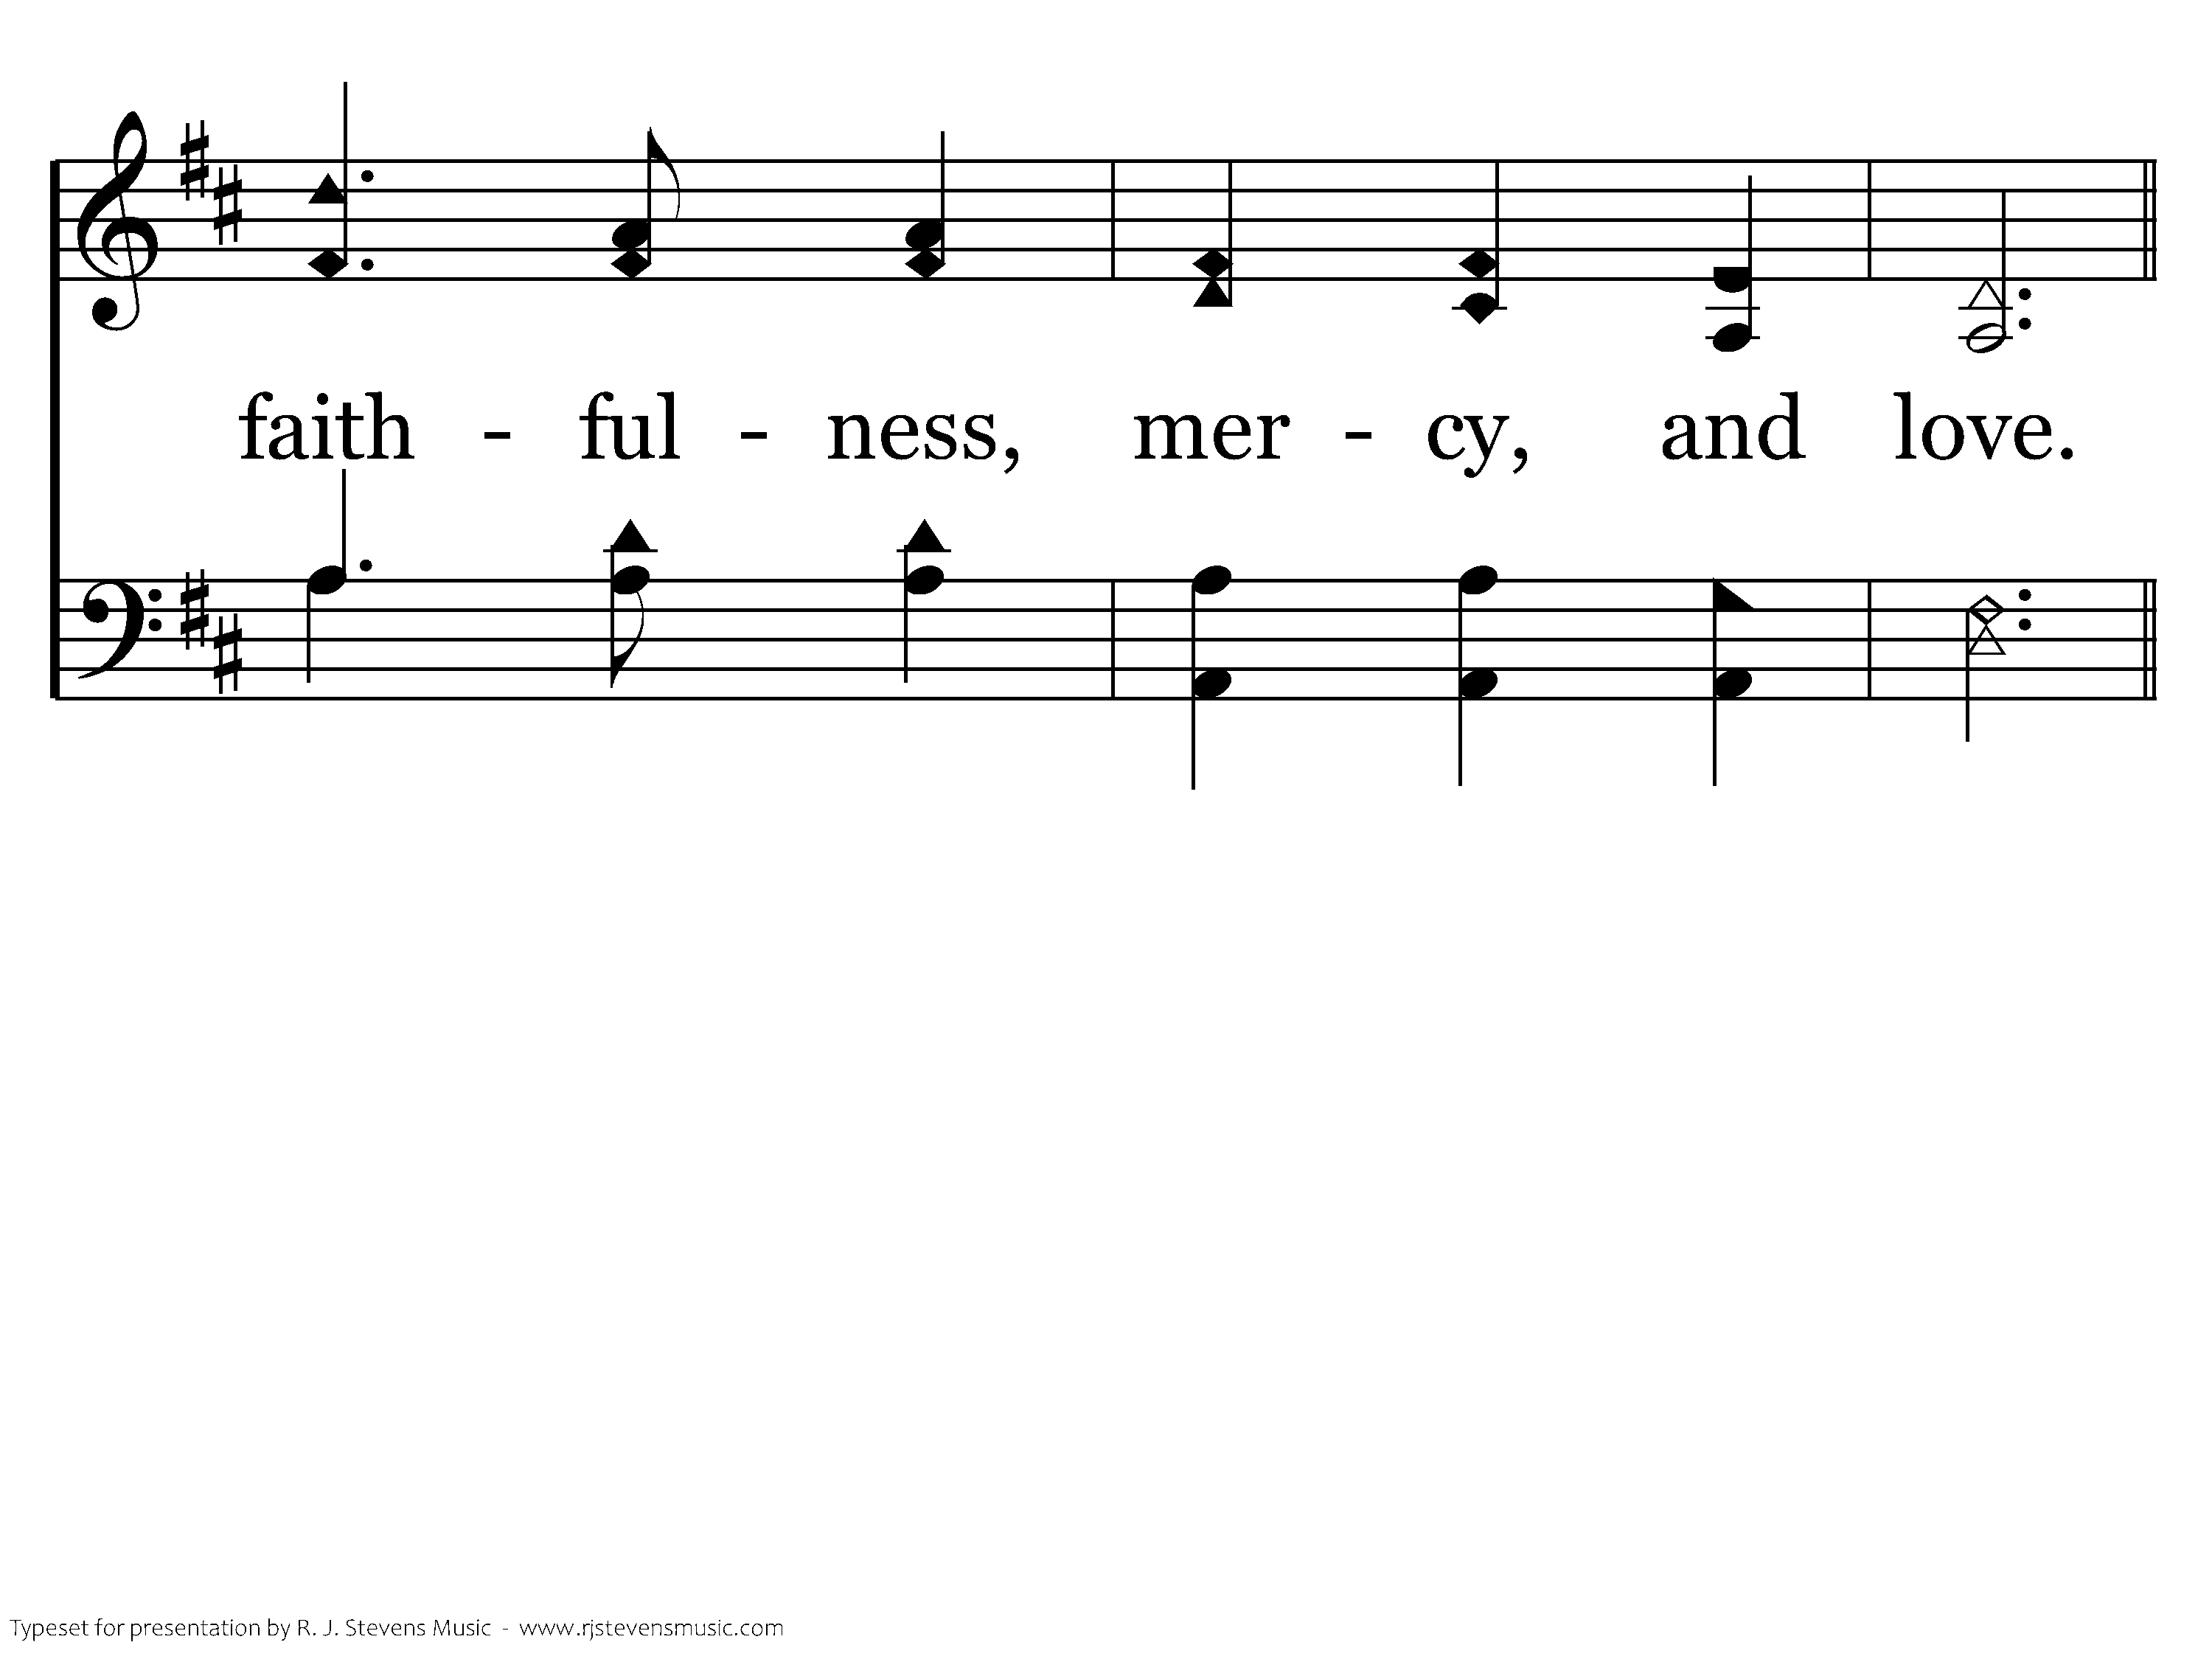 faith - ful - ness, mer - cy, and love.
Typeset for presentation by R. J. Stevens Music - www.rjstevensmusic.com